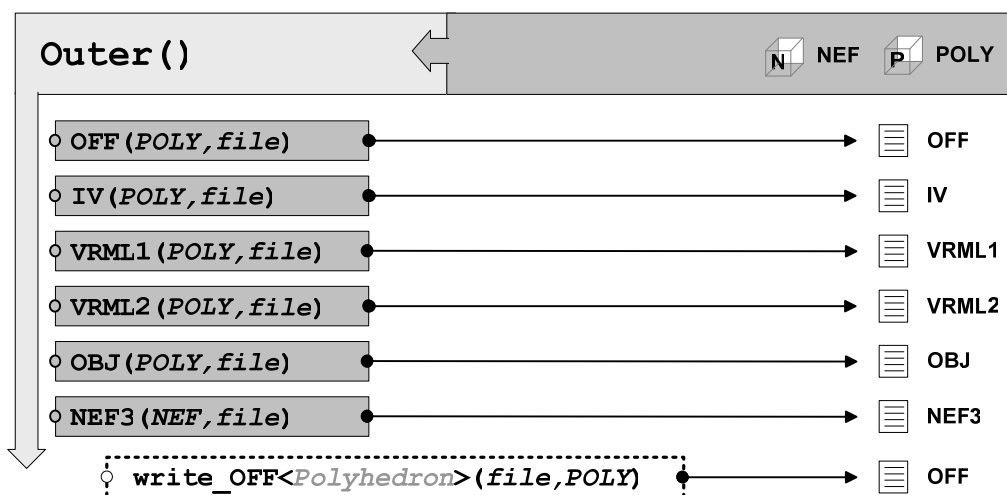 Outer() N NEF P POLY
OFF(POLY,file) OFF
IV(POLY,file) IV
VRML1(POLY,file) VRML1
VRML2(POLY,file) VRML2
OBJ(POLY,file) OBJ
NEF3(NEF,file) NEF3
write_OFF<Polyhedron>(file,POLY) OFF